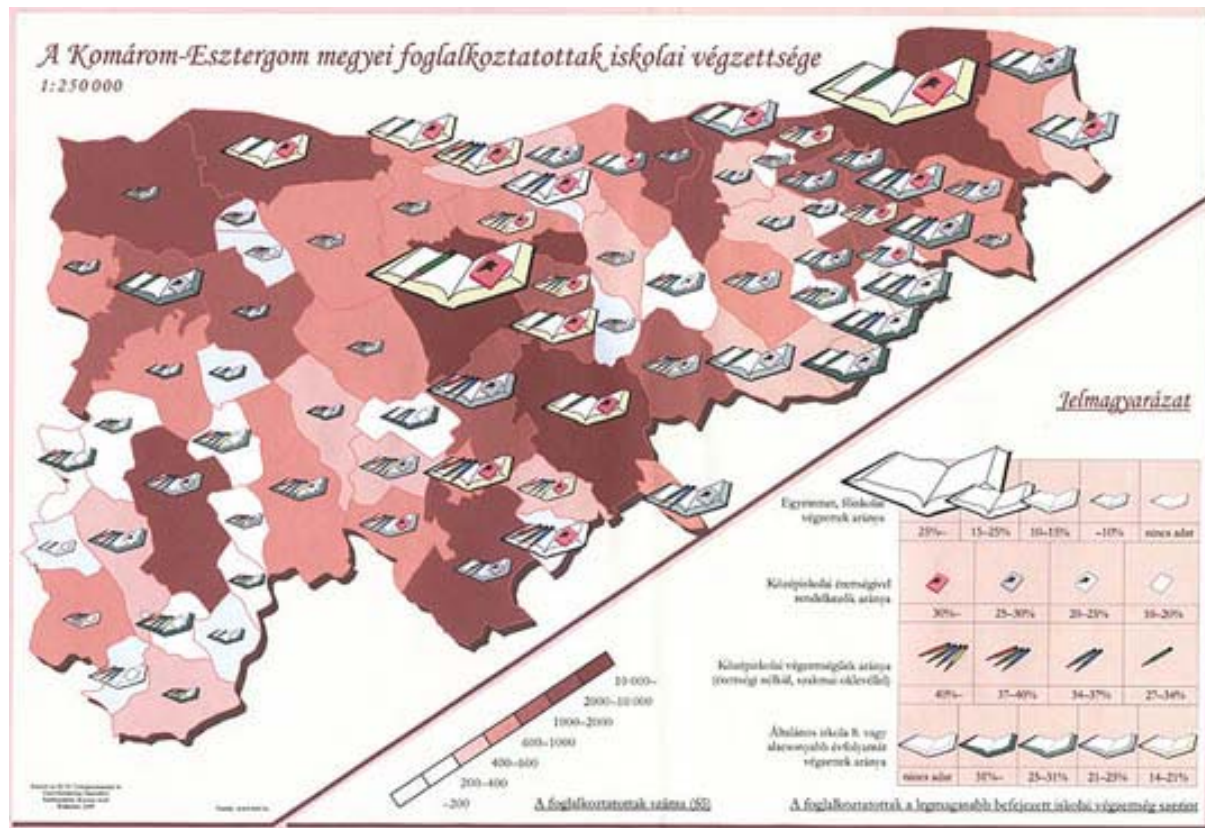 A Komárom-Esztergom megyei foglalkoztatottak iskolai végzettsége
1:250 000
Jelmagyarázat
Egyetemet, főiskolát
végzettek aránya
25%–
15–25%
10–15%
–10%
nincs adat
Középiskolai érettségivel
rendelkezők aránya
30%–
25–30%
20–25%
16–20%
Középiskolai végzettségűek aránya
(érettségi nélkül, szakmai oklevéllel)
40%–
37–40%
34–37%
27–34%
Általános iskola 8. vagy
alacsonyabb évfolyamát
végzettek aránya
nincs adat
31%–
25–31%
21–25%
14–21%
A foglalkoztatottak a legmagasabb befejezett iskolai végzettség szerint
10 000–
2000–10 000
1000–2000
600–1000
400–600
200–400
–200
A foglalkoztatottak száma (fő)